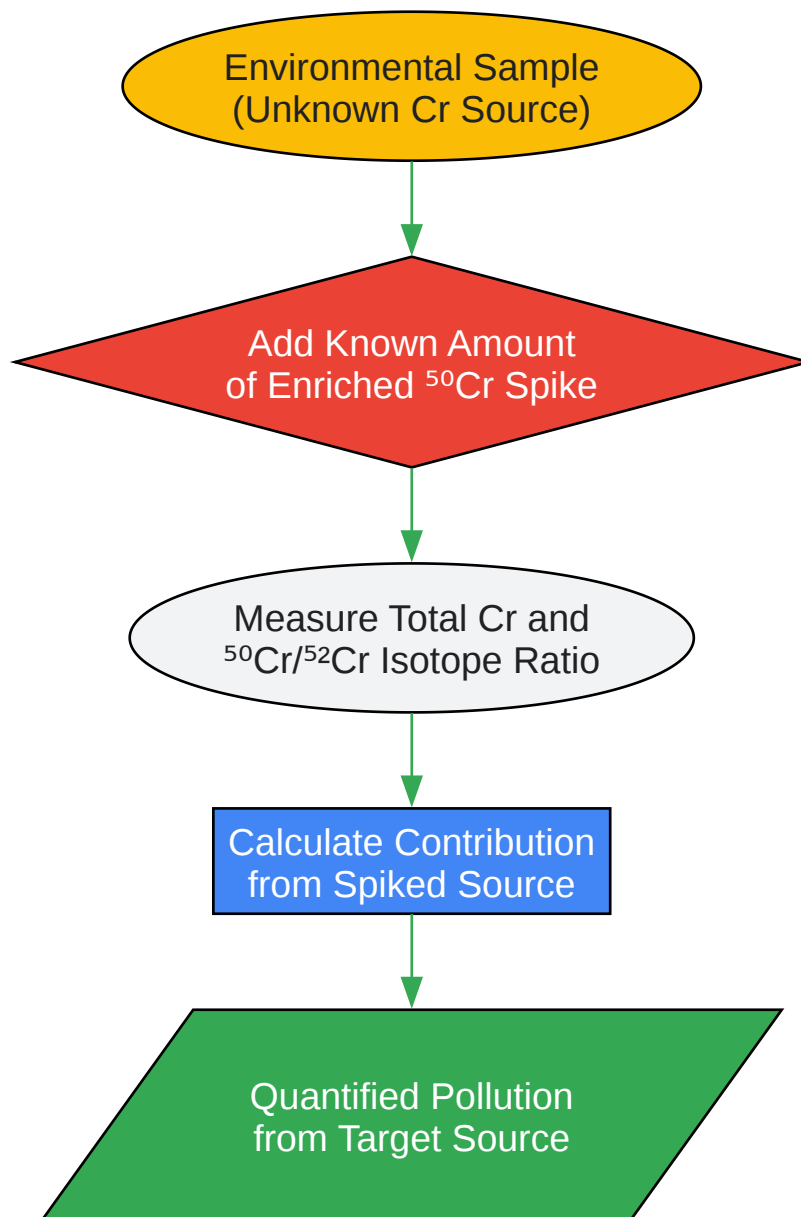 Environmental Sample
(Unknown Cr Source)
Add Known Amount
of Enriched ⁵⁰Cr Spike
Measure Total Cr and
⁵⁰Cr/⁵²Cr Isotope Ratio
Calculate Contribution
from Spiked Source
Quantified Pollution
from Target Source